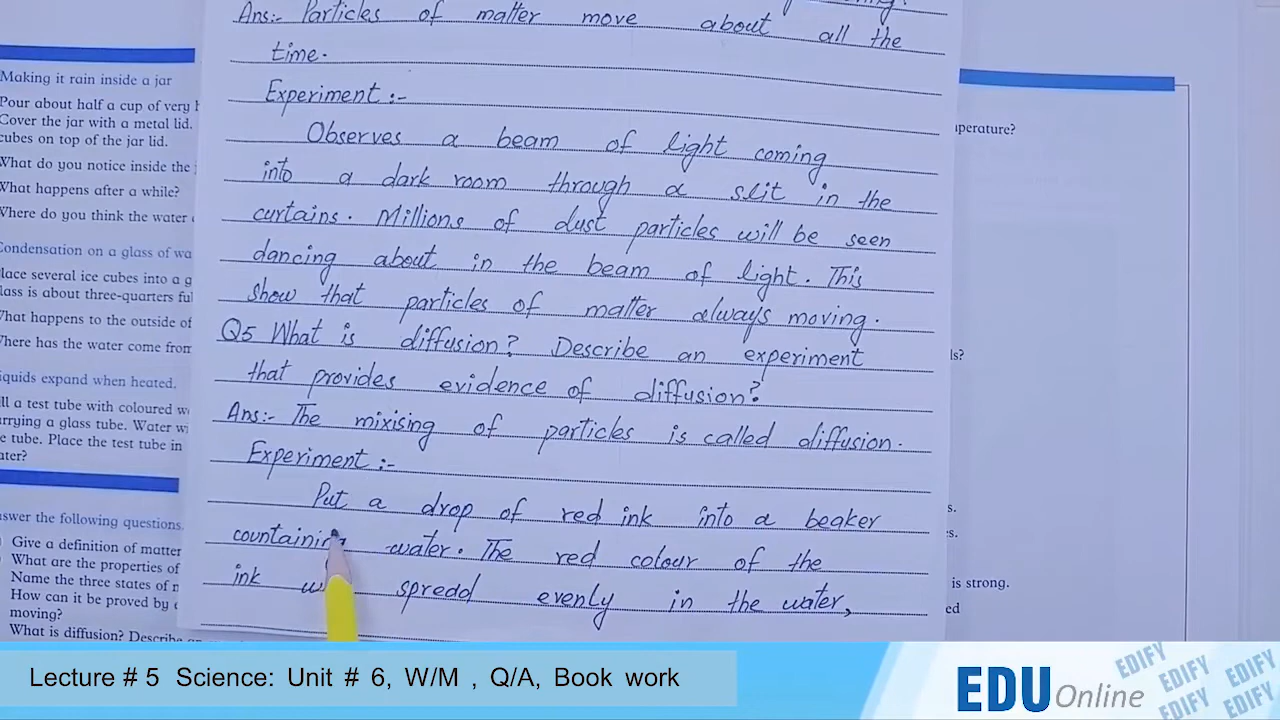 Ans:- Particles of matter move about all the
time.
Experiment :-
Observes a beam of light coming
into a dark room through a slit in the
curtains. Millions of dust particles will be seen
dancing about in the beam of light. This
show that particles of matter always moving.
Q5 What is diffusion? Describe an experiment
that provides evidence of diffusion?
Ans:- The mixising of particles is called diffusion.
Experiment :-
Put a drop of red ink into a beaker
countaining water. The red colour of the
ink spredd evenly in the water,
Making it rain inside a jar
Pour about half a cup of very
Cover the jar with a metal lid.
cubes on top of the jar lid.
What do you notice inside the
What happens after a while?
Where do you think the water
Condensation on a glass of wa
lace several ice cubes into a g
lass is about three-quarters ful
What happens to the outside of
here has the water come from
iquids expand when heated.
ll a test tube with coloured w
rrying a glass tube. Water wi
e tube. Place the test tube in
ater?
nswer the following questions.
Give a definition of matter
What are the properties of
Name the three states of m
How can it be proved by
moving?
What is diffusion? Describe
perature?
ls?
s.
es.
is strong.
ed
Lecture # 5 Science: Unit # 6, W/M , Q/A, Book work
EDU Online
EDIFY EDIFY EDIFY
EDIFY EDIFY EDIFY